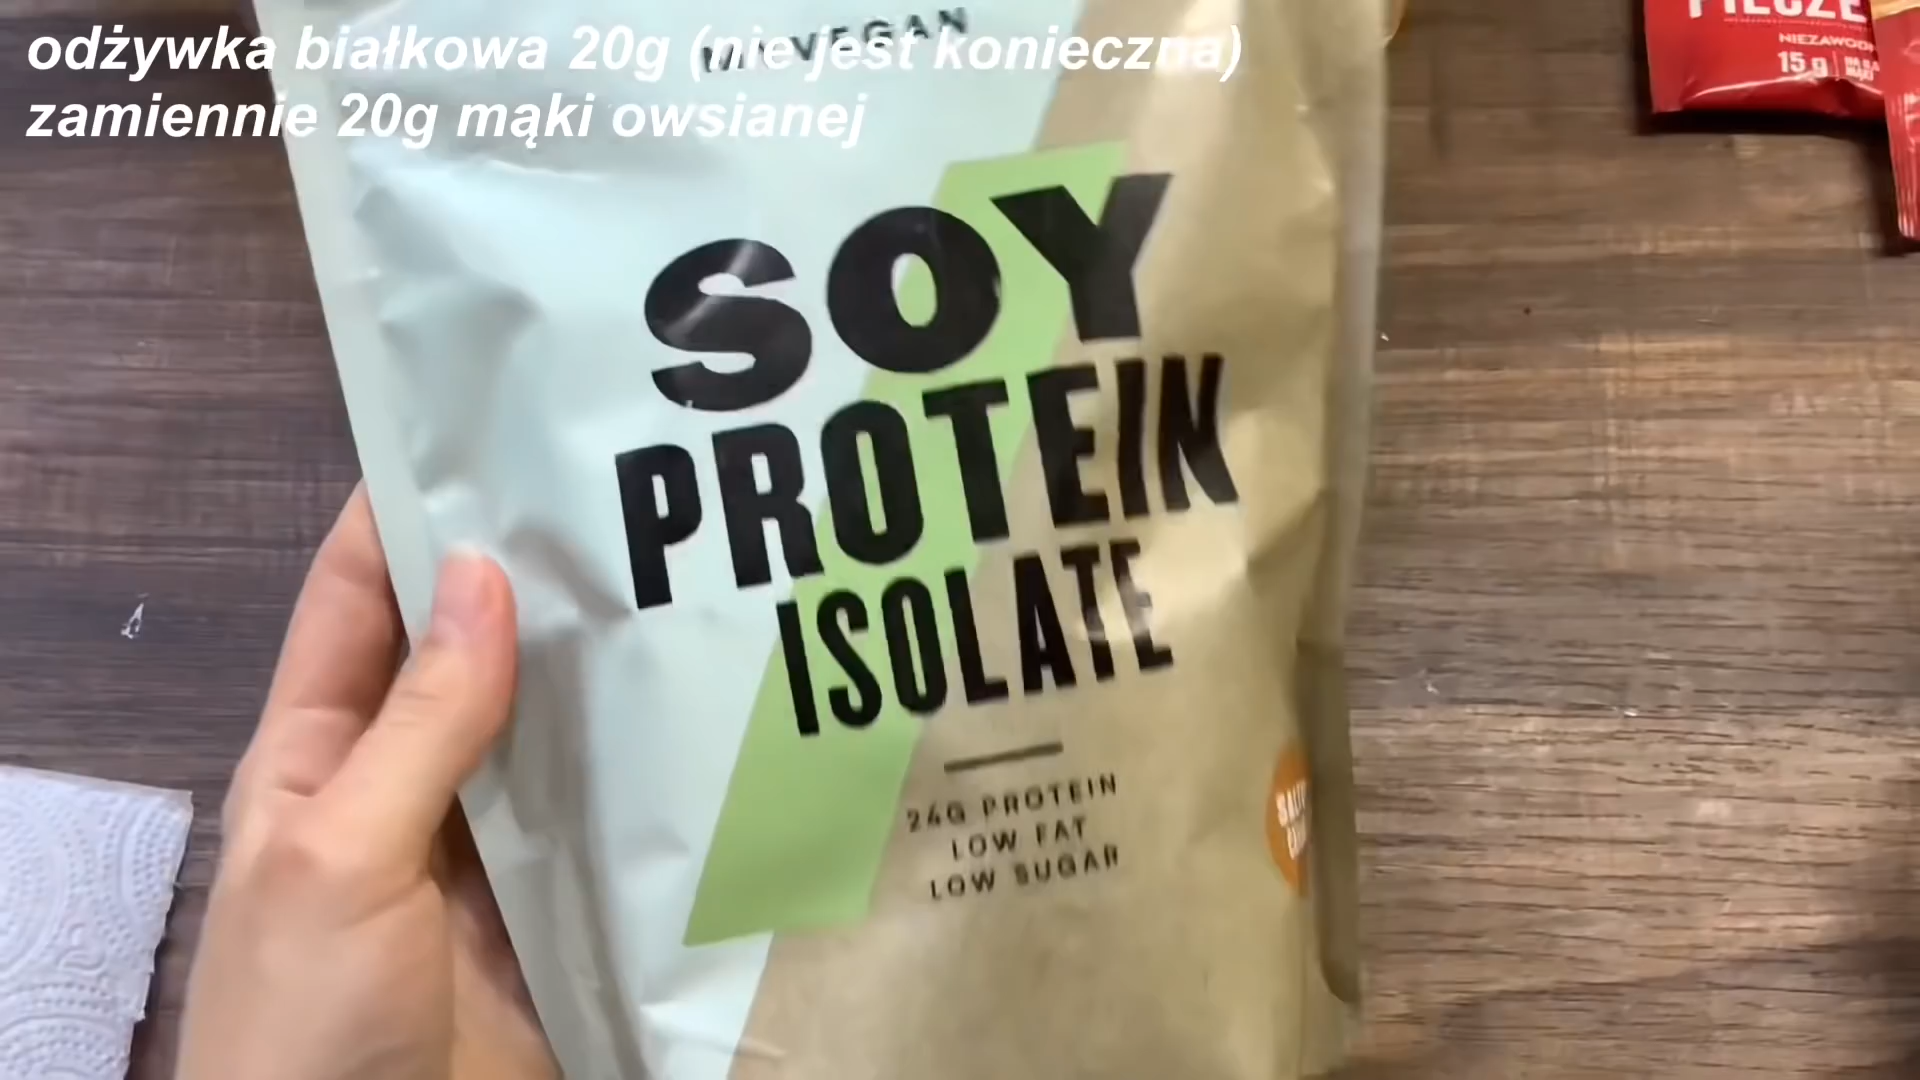 odżywka białkowa 20g (nie jest konieczna)
zamiennie 20g mąki owsianej
MYVEGAN
SOY
PROTEIN
ISOLATE
24G PROTEIN
LOW FAT
LOW SUGAR
15 g